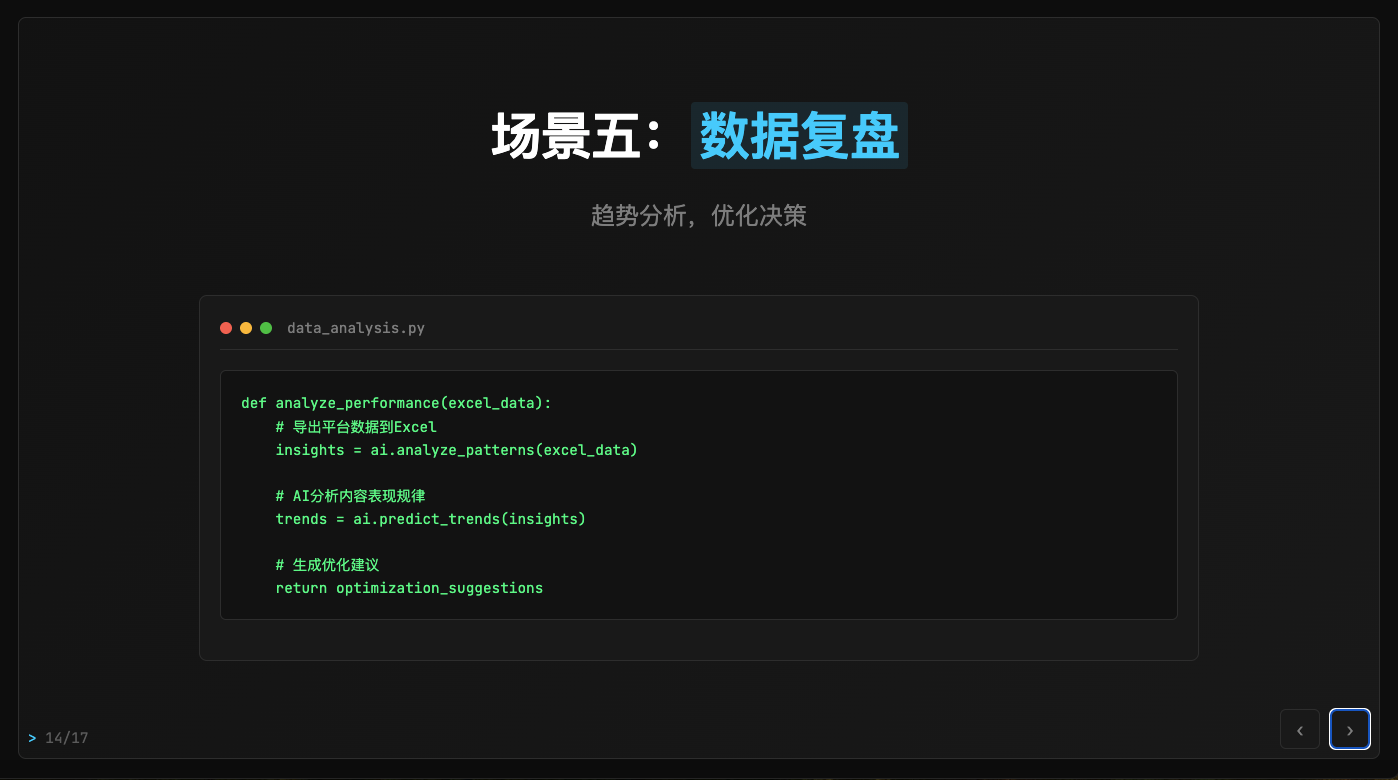 场景五：数据复盘
趋势分析，优化决策
data_analysis.py
def analyze_performance(excel_data):
    # 导出平台数据到Excel
    insights = ai.analyze_patterns(excel_data)
    # AI分析内容表现规律
    trends = ai.predict_trends(insights)
    # 生成优化建议
    return optimization_suggestions
> 14/17
‹ ›